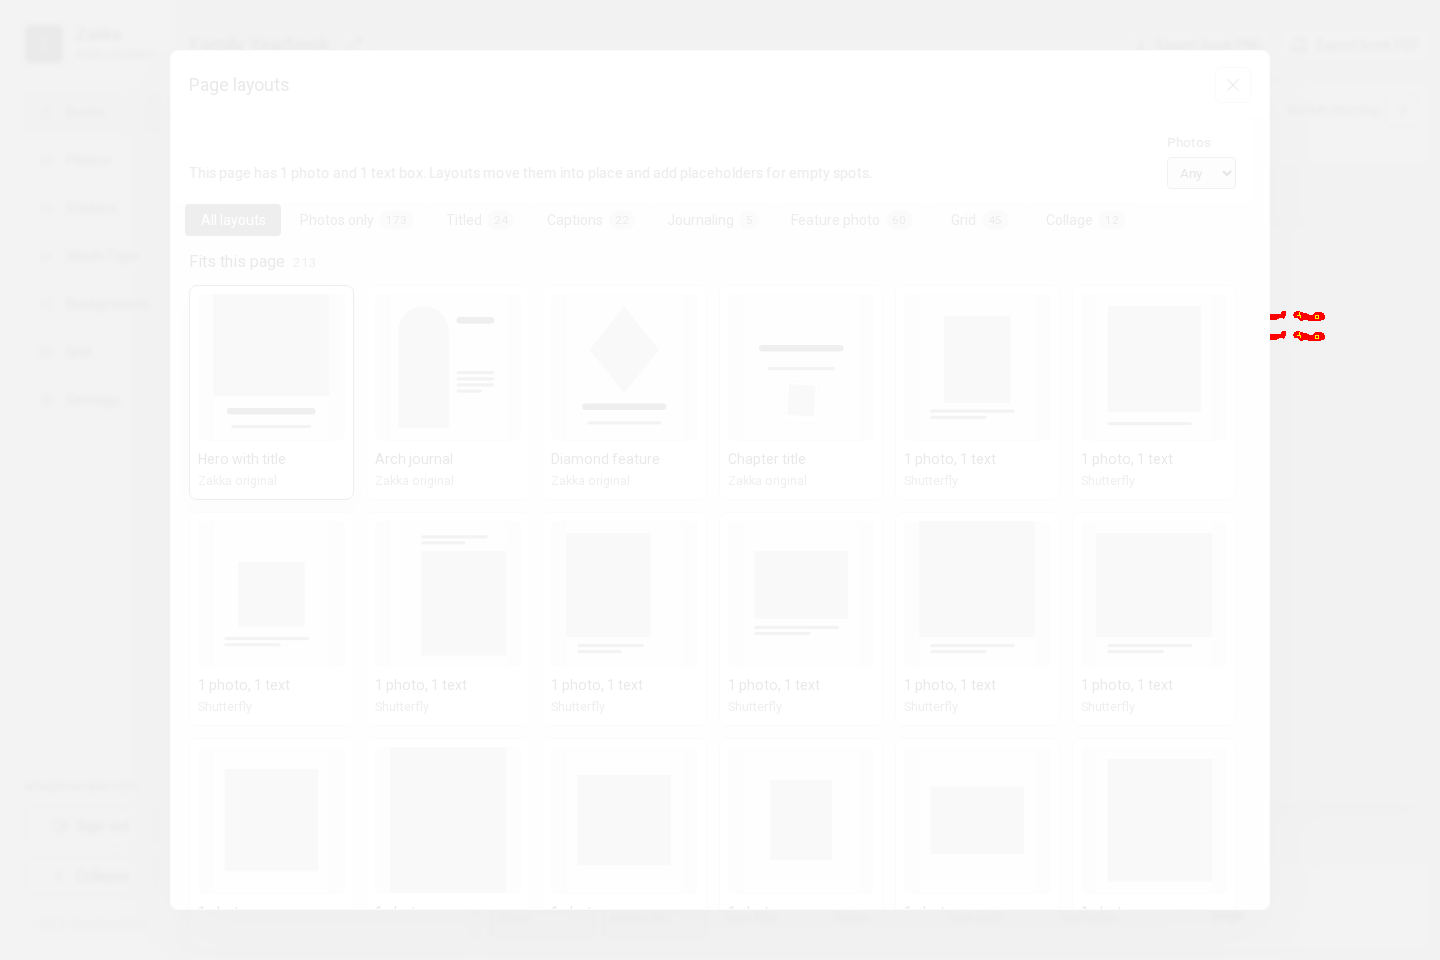 Zakka
Family Yearbook
Page layouts
Photos
This page has 1 photo and 1 text box. Layouts move them into place and add placeholders for empty spots.
Any
All layouts
Photos only 173
Titled 24
Captions 22
Journaling 5
Feature photo 60
Grid 45
Collage 12
Fits this page 213
Hero with title
Zakka original
Arch journal
Zakka original
Diamond feature
Zakka original
Chapter title
Zakka original
1 photo, 1 text
Shutterfly
1 photo, 1 text
Shutterfly
1 photo, 1 text
Shutterfly
1 photo, 1 text
Shutterfly
1 photo, 1 text
Shutterfly
1 photo, 1 text
Shutterfly
1 photo, 1 text
Shutterfly
1 photo, 1 text
Shutterfly